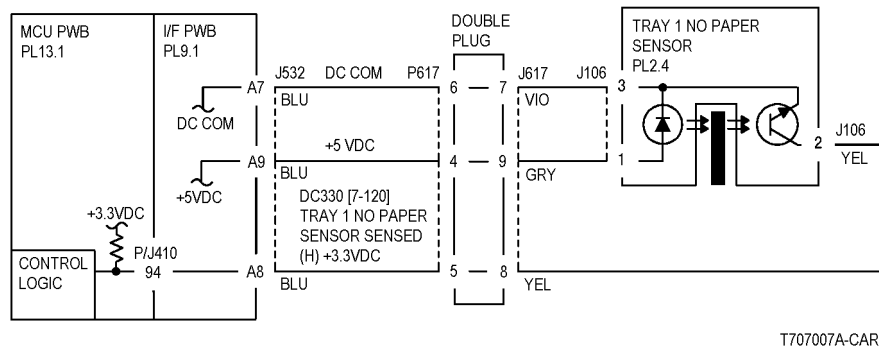 MCU PWB
PL13.1
I/F PWB
PL9.1
DOUBLE
PLUG
TRAY 1 NO PAPER
SENSOR
PL2.4
A7
J532
DC COM
P617
6
7
J617
J106
3
BLU
VIO
DC COM
2
J106
YEL
+5 VDC
A9
4
9
1
BLU
GRY
+5VDC
DC330 [7-120]
TRAY 1 NO PAPER
SENSOR SENSED
(H) +3.3VDC
+3.3VDC
P/J410
CONTROL
LOGIC
94
A8
5
8
BLU
YEL
T707007A-CAR